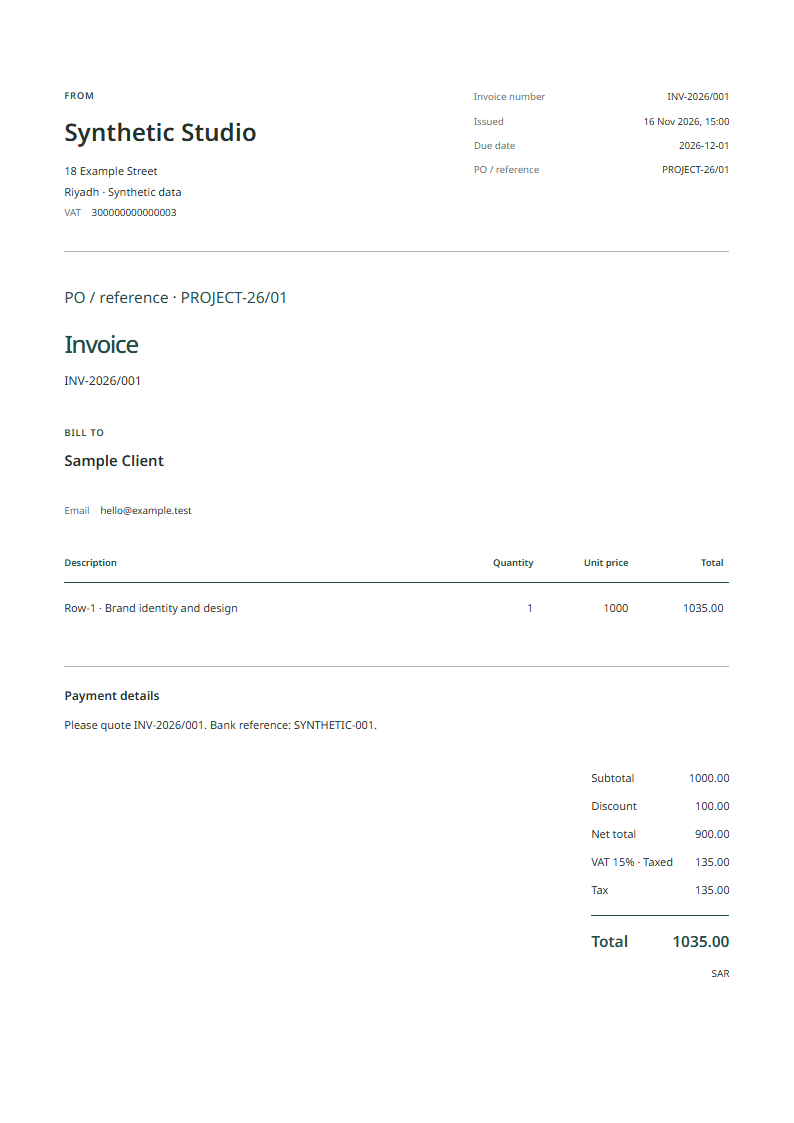 FROM
Synthetic Studio
18 Example Street
Riyadh · Synthetic data
VAT 300000000000003
Invoice number INV-2026/001
Issued 16 Nov 2026, 15:00
Due date 2026-12-01
PO / reference PROJECT-26/01
PO / reference · PROJECT-26/01
Invoice
INV-2026/001
BILL TO
Sample Client
Email hello@example.test
Description Quantity Unit price Total
Row-1 · Brand identity and design 1 1000 1035.00
Payment details
Please quote INV-2026/001. Bank reference: SYNTHETIC-001.
Subtotal 1000.00
Discount 100.00
Net total 900.00
VAT 15% · Taxed 135.00
Tax 135.00
Total 1035.00
SAR